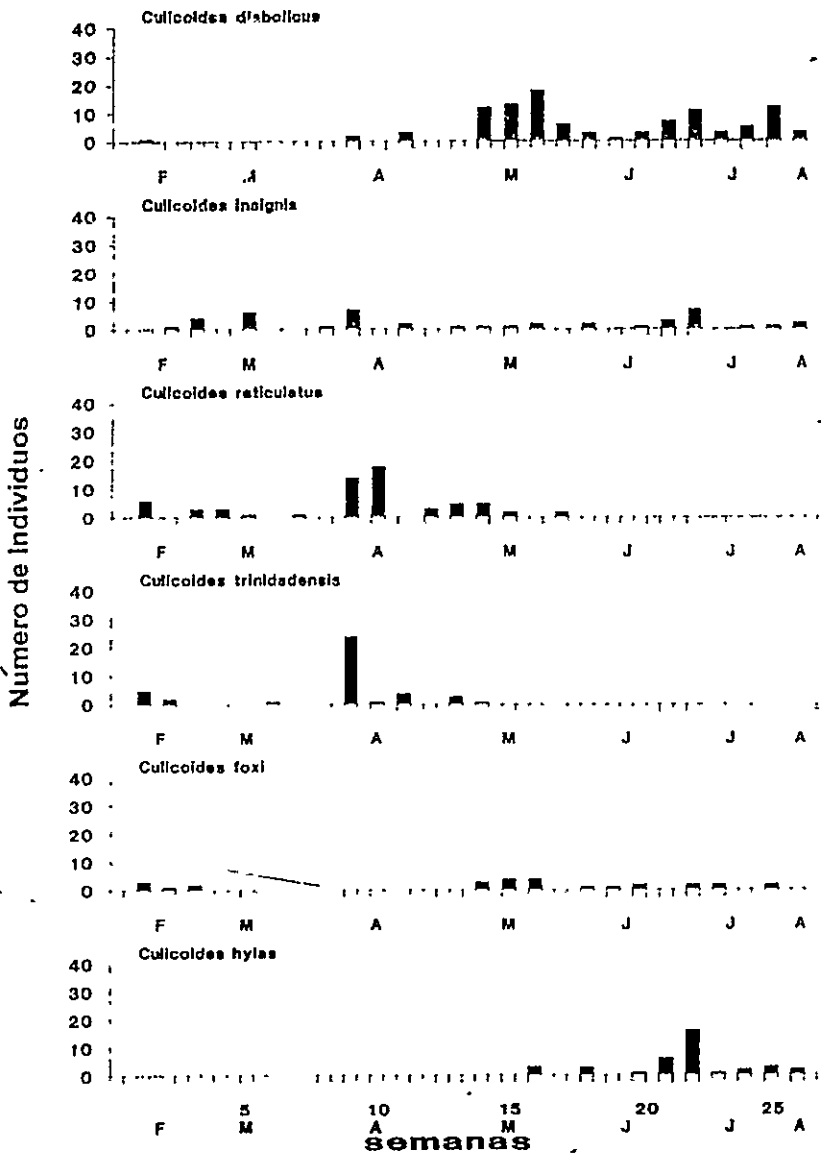 Culicoides diabolicus
40
30
20
10
0
F M A M J J A
Culicoides insignis
40
30
20
10
0
F M A M J J A
Culicoides reticulatus
40
30
20
10
0
F M A M J J A
Número de Individuos
Culicoides trinidadensis
40
30
20
10
0
F M A M J J A
Culicoides foxi
40
30
20
10
0
F M A M J J A
Culicoides hylas
40
30
20
10
0
5 10 15 20 25
F M A M J J A
semanas